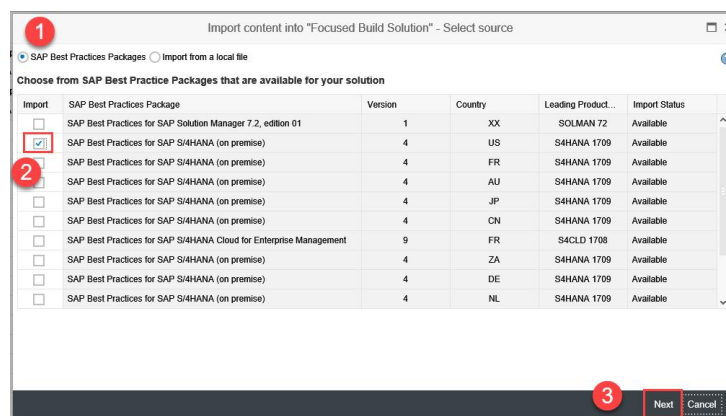 Import content into "Focused Build Solution" - Select source
1
SAP Best Practices Packages Import from a local file
Choose from SAP Best Practice Packages that are available for your solution
Import SAP Best Practices Package Version Country Leading Product... Import Status
SAP Best Practices for SAP Solution Manager 7.2, edition 01 1 XX SOLMAN 72 Available
SAP Best Practices for SAP S/4HANA (on premise) 4 US S4HANA 1709 Available
2
SAP Best Practices for SAP S/4HANA (on premise) 4 FR S4HANA 1709 Available
SAP Best Practices for SAP S/4HANA (on premise) 4 AU S4HANA 1709 Available
SAP Best Practices for SAP S/4HANA (on premise) 4 JP S4HANA 1709 Available
SAP Best Practices for SAP S/4HANA (on premise) 4 CN S4HANA 1709 Available
SAP Best Practices for SAP S/4HANA Cloud for Enterprise Management 9 FR S4CLD 1708 Available
SAP Best Practices for SAP S/4HANA (on premise) 4 ZA S4HANA 1709 Available
SAP Best Practices for SAP S/4HANA (on premise) 4 DE S4HANA 1709 Available
SAP Best Practices for SAP S/4HANA (on premise) 4 NL S4HANA 1709 Available
3
Next Cancel